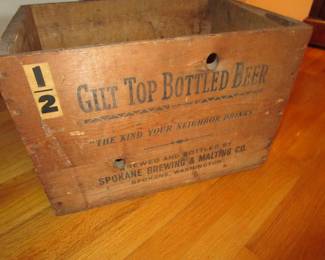 1/2
GILT TOP BOTTLED BEER
"THE KIND YOUR NEIGHBOR DRINKS"
BREWED AND BOTTLED BY
SPOKANE BREWING & MALTING CO.
SPOKANE, WASHINGTON